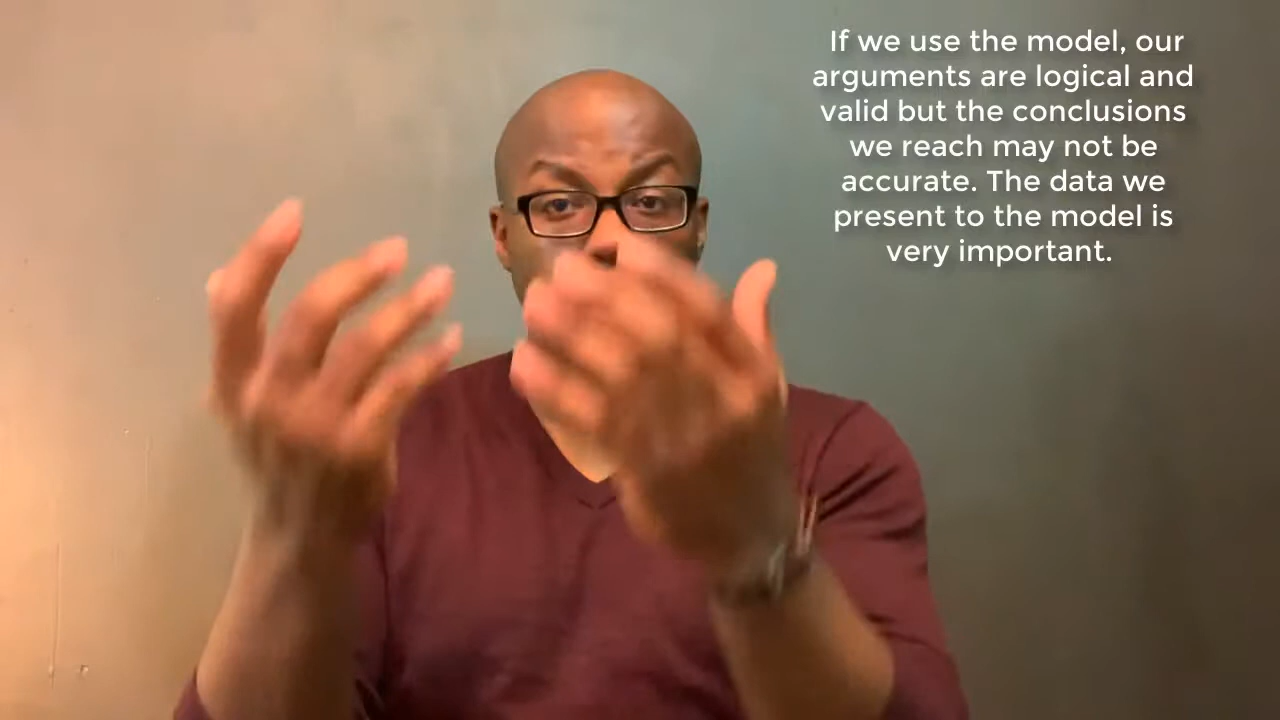 If we use the model, our
arguments are logical and
valid but the conclusions
we reach may not be
accurate. The data we
present to the model is
very important.